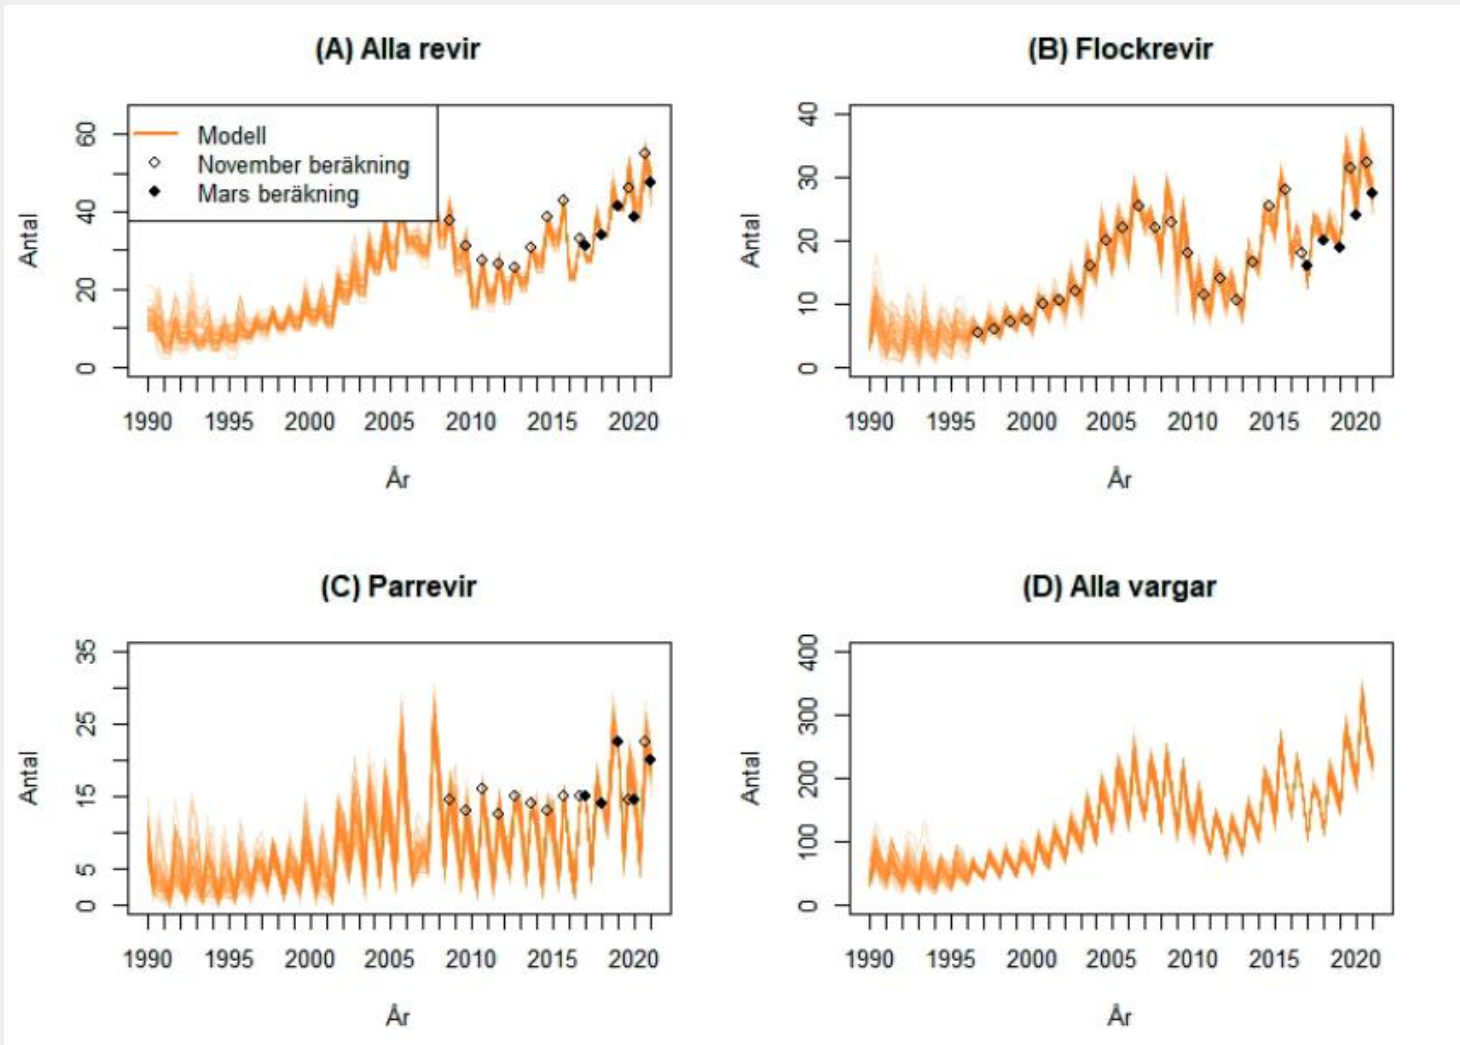 (A) Alla revir
Antal
60
40
20
0
Modell
November beräkning
Mars beräkning
1990 1995 2000 2005 2010 2015 2020
År
(B) Flockrevir
Antal
40
30
20
10
0
1990 1995 2000 2005 2010 2015 2020
År
(C) Parrevir
Antal
35
25
15
5
0
1990 1995 2000 2005 2010 2015 2020
År
(D) Alla vargar
Antal
400
300
200
100
0
1990 1995 2000 2005 2010 2015 2020
År